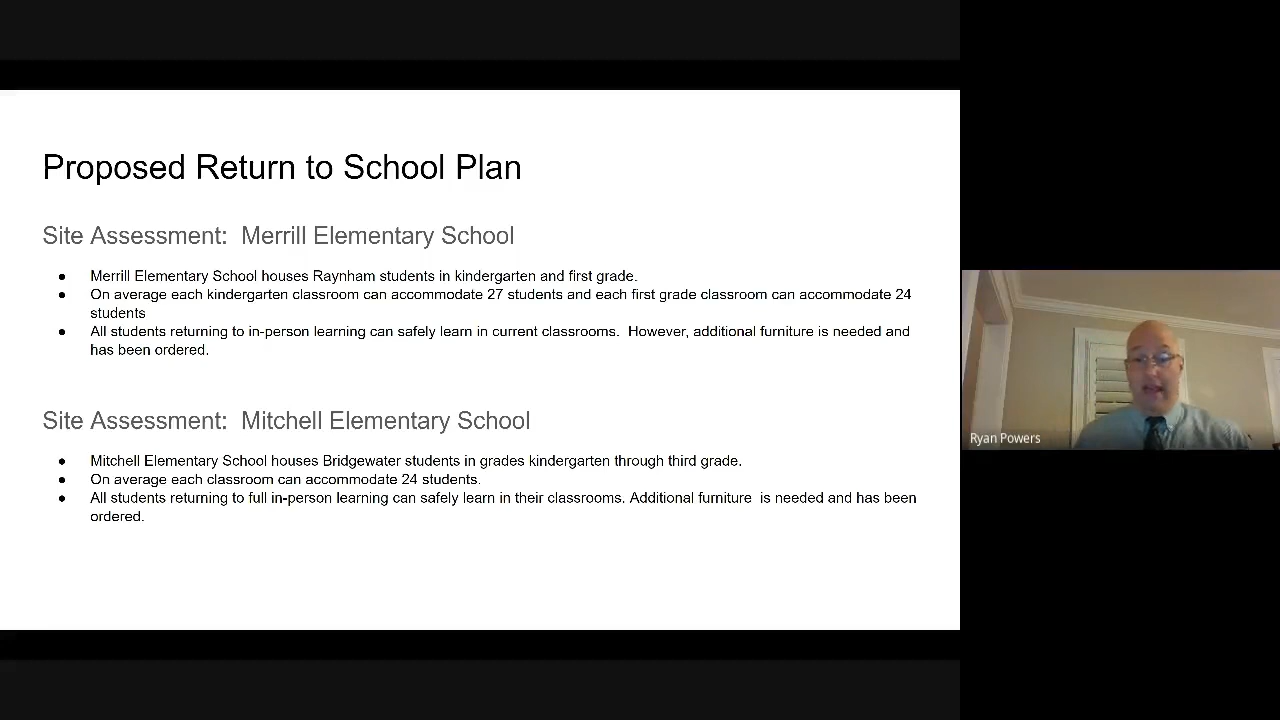 Proposed Return to School Plan
Site Assessment:  Merrill Elementary School
● Merrill Elementary School houses Raynham students in kindergarten and first grade.
● On average each kindergarten classroom can accommodate 27 students and each first grade classroom can accommodate 24
students
● All students returning to in-person learning can safely learn in current classrooms.  However, additional furniture is needed and
has been ordered.
Site Assessment:  Mitchell Elementary School
● Mitchell Elementary School houses Bridgewater students in grades kindergarten through third grade.
● On average each classroom can accommodate 24 students.
● All students returning to full in-person learning can safely learn in their classrooms. Additional furniture  is needed and has been
ordered.
Ryan Powers